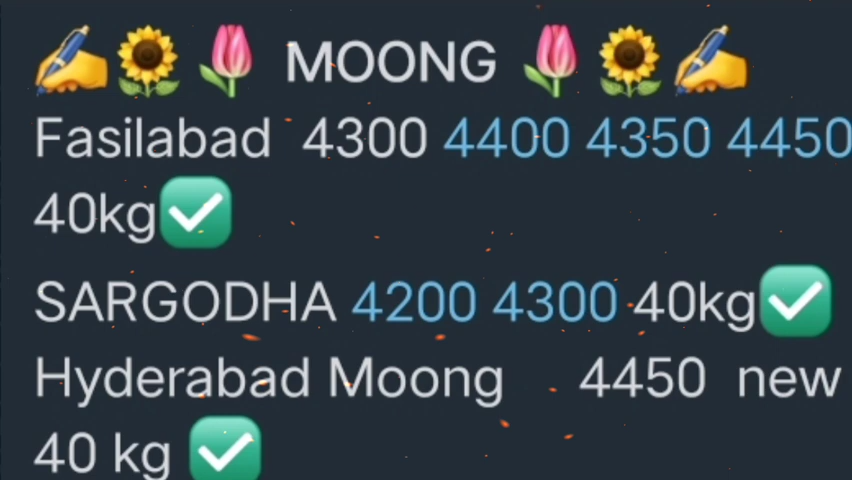 ✍️🌻🌷 MOONG 🌷🌻✍️
Fasilabad 4300 4400 4350 4450
40kg✅
SARGODHA 4200 4300 40kg✅
Hyderabad Moong 4450 new
40 kg ✅